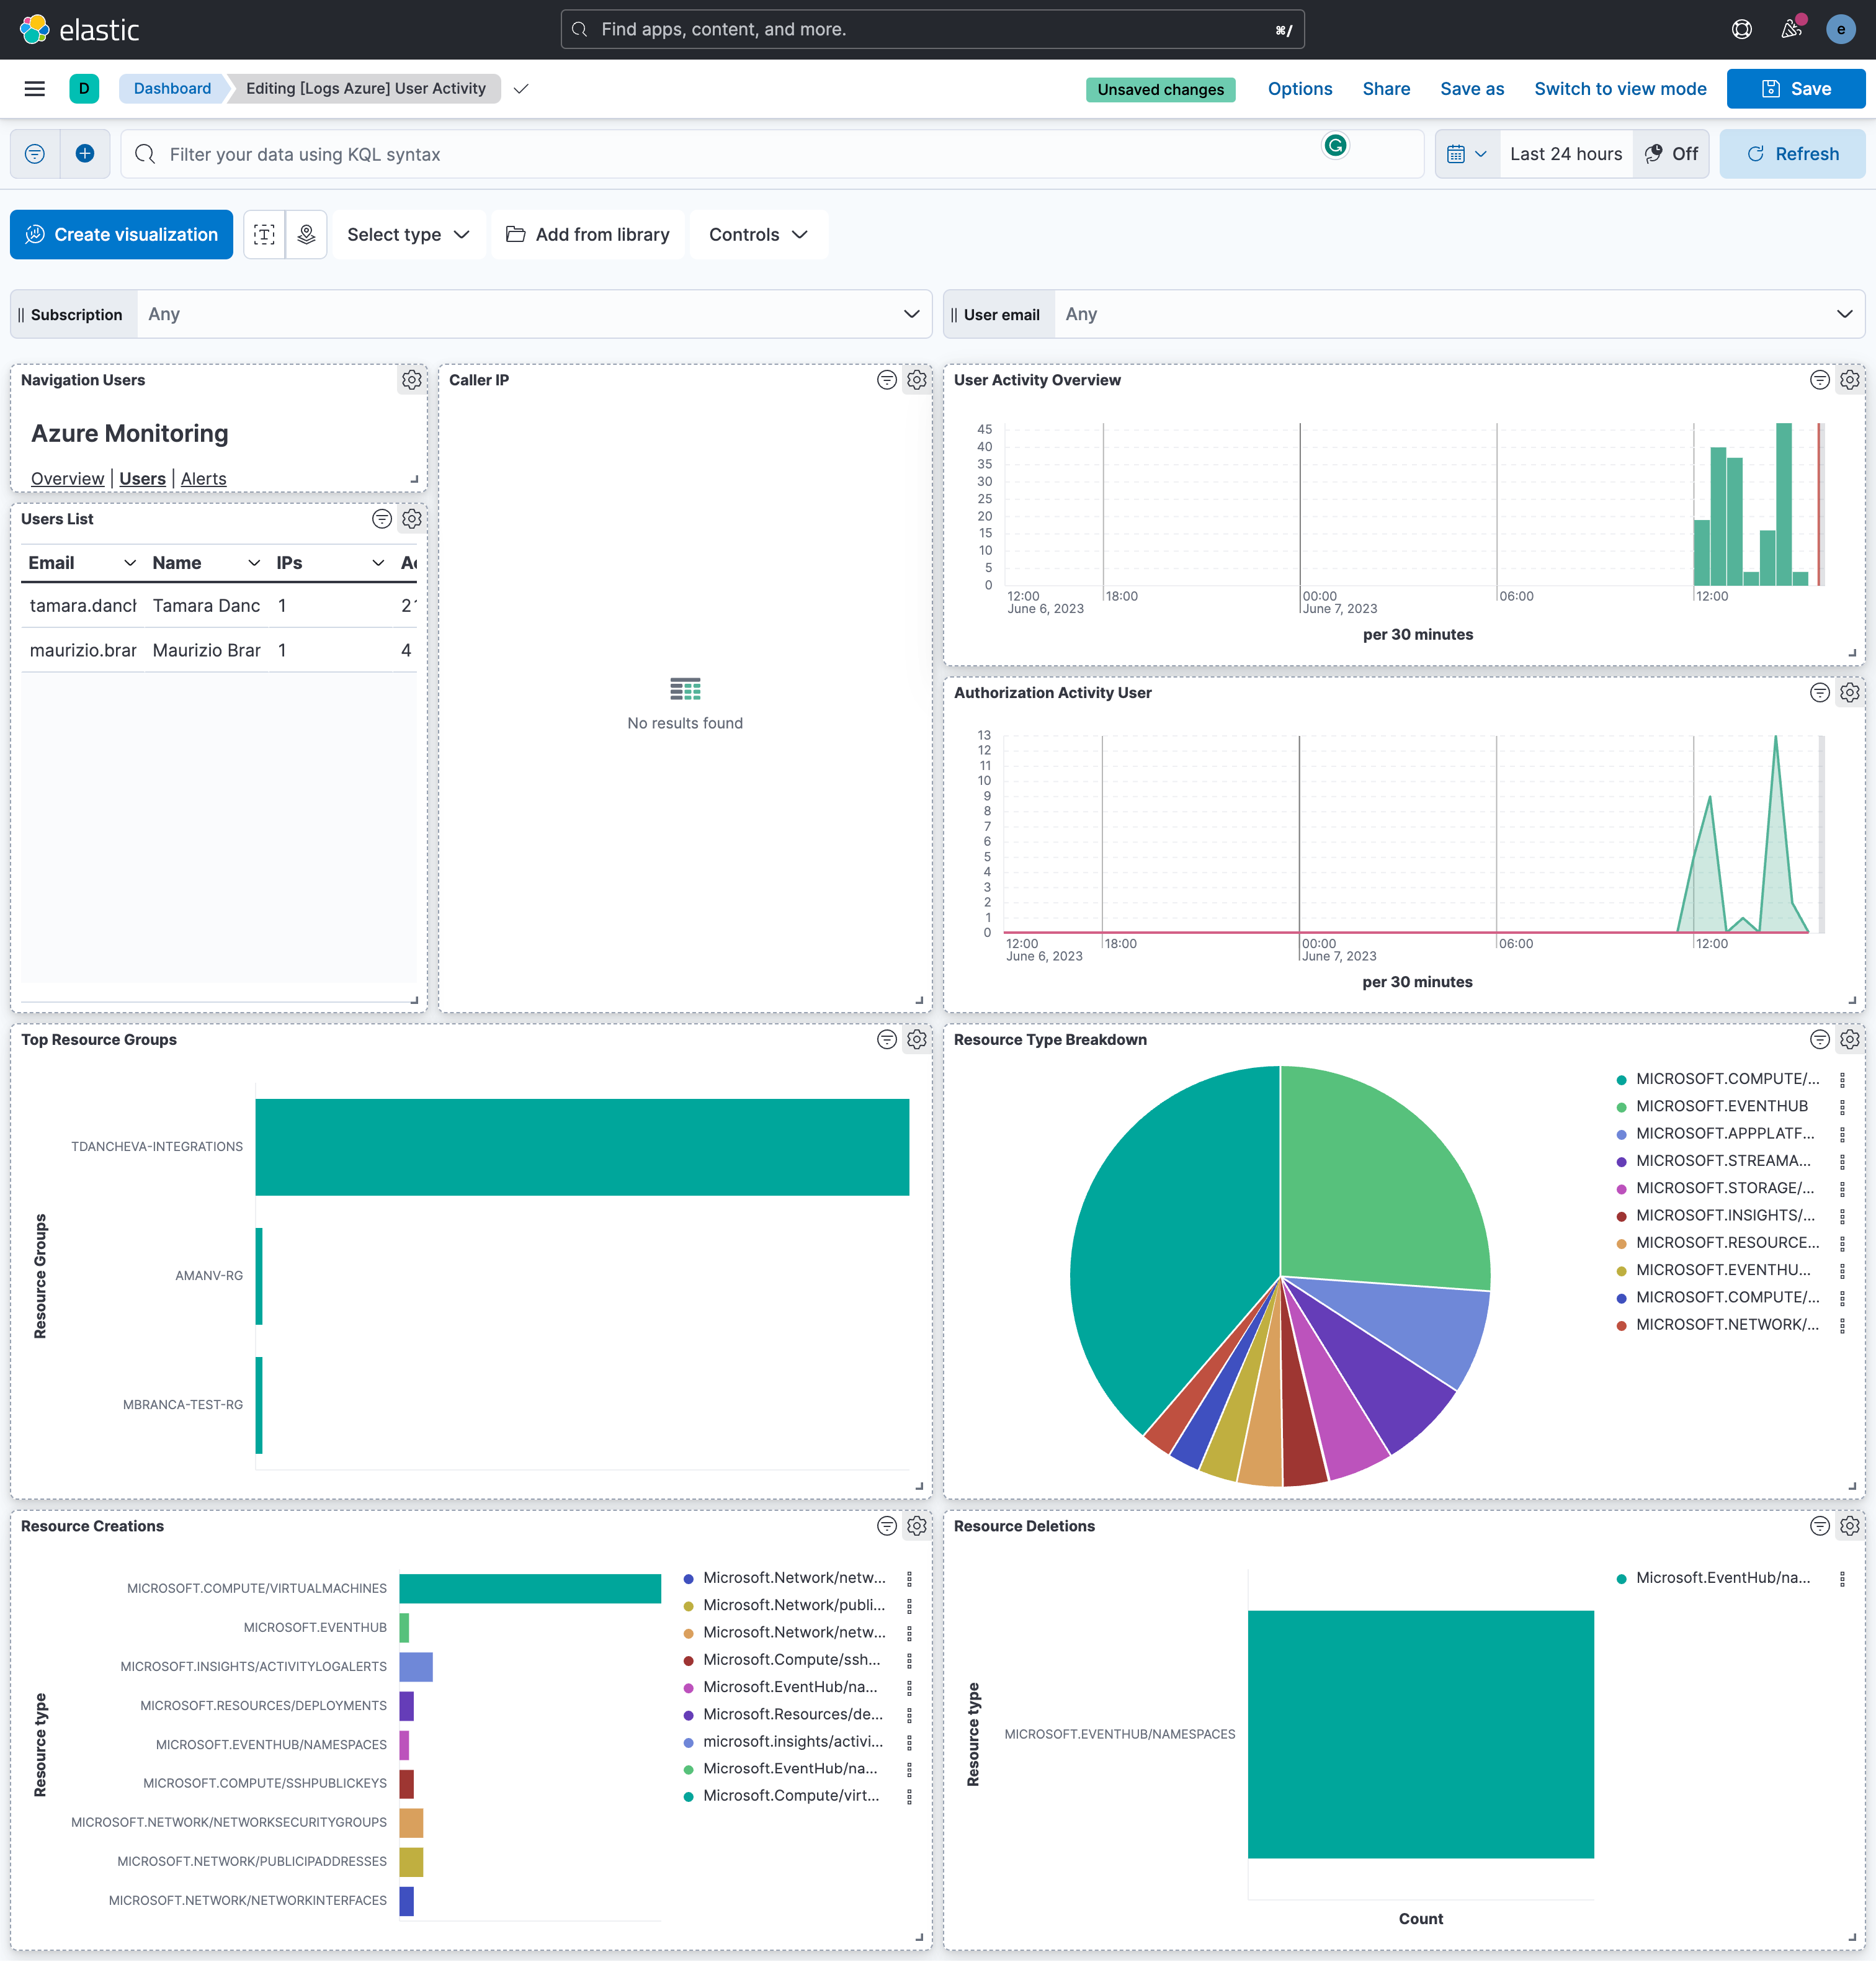 elastic
Find apps, content, and more.
⌘/
e
D
Dashboard
Editing [Logs Azure] User Activity
Unsaved changes
Options
Share
Save as
Switch to view mode
Save
Filter your data using KQL syntax
Last 24 hours
Off
Refresh
Create visualization
Select type
Add from library
Controls
Subscription
Any
User email
Any
Navigation Users
Azure Monitoring
Overview | Users | Alerts
Users List
Email Name IPs
tamara.danc Tamara Danc 1 2
maurizio.brar Maurizio Brar 1 4
Caller IP
No results found
User Activity Overview
45
40
35
30
25
20
15
10
5
0
12:00 18:00 00:00 06:00 12:00
June 6, 2023 June 7, 2023
per 30 minutes
Authorization Activity User
13
12
11
10
9
8
7
6
5
4
3
2
1
0
12:00 18:00 00:00 06:00 12:00
June 6, 2023 June 7, 2023
per 30 minutes
Top Resource Groups
Resource Groups
TDANCHEVA-INTEGRATIONS
AMANV-RG
MBRANCA-TEST-RG
Resource Type Breakdown
MICROSOFT.COMPUTE/...
MICROSOFT.EVENTHUB
MICROSOFT.APPPLATF...
MICROSOFT.STREAMA...
MICROSOFT.STORAGE/...
MICROSOFT.INSIGHTS/...
MICROSOFT.RESOURCE...
MICROSOFT.EVENTHU...
MICROSOFT.COMPUTE/...
MICROSOFT.NETWORK/...
Resource Creations
Resource type
MICROSOFT.COMPUTE/VIRTUALMACHINES
MICROSOFT.EVENTHUB
MICROSOFT.INSIGHTS/ACTIVITYLOGALERTS
MICROSOFT.RESOURCES/DEPLOYMENTS
MICROSOFT.EVENTHUB/NAMESPACES
MICROSOFT.COMPUTE/SSHPUBLICKEYS
MICROSOFT.NETWORK/NETWORKSECURITYGROUPS
MICROSOFT.NETWORK/PUBLICIPADDRESSES
MICROSOFT.NETWORK/NETWORKINTERFACES
Microsoft.Network/netw...
Microsoft.Network/publi...
Microsoft.Network/netw...
Microsoft.Compute/ssh...
Microsoft.EventHub/na...
Microsoft.Resources/de...
microsoft.insights/activi...
Microsoft.EventHub/na...
Microsoft.Compute/virt...
Resource Deletions
Resource type
MICROSOFT.EVENTHUB/NAMESPACES
Count
Microsoft.EventHub/na...